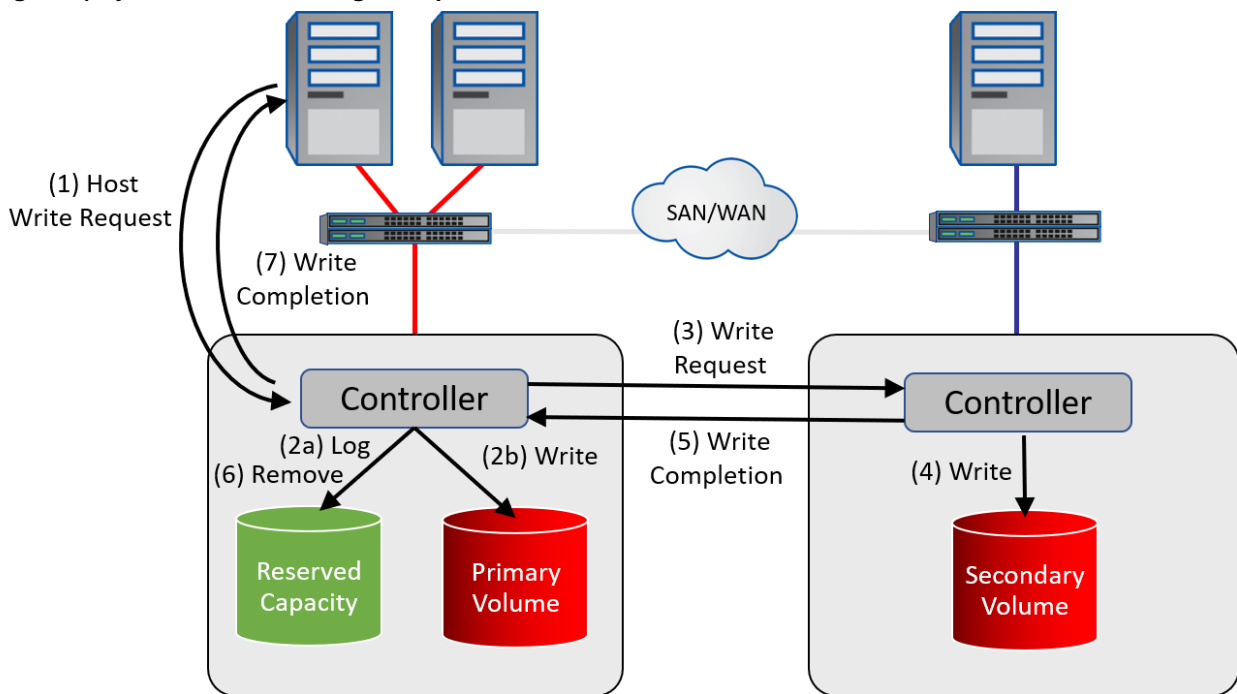 (1) Host
Write Request
SAN/WAN
(7) Write
Completion
(3) Write
Request
Controller
Controller
(2a) Log
(6) Remove
(2b) Write
(5) Write
Completion
(4) Write
Reserved
Capacity
Primary
Volume
Secondary
Volume